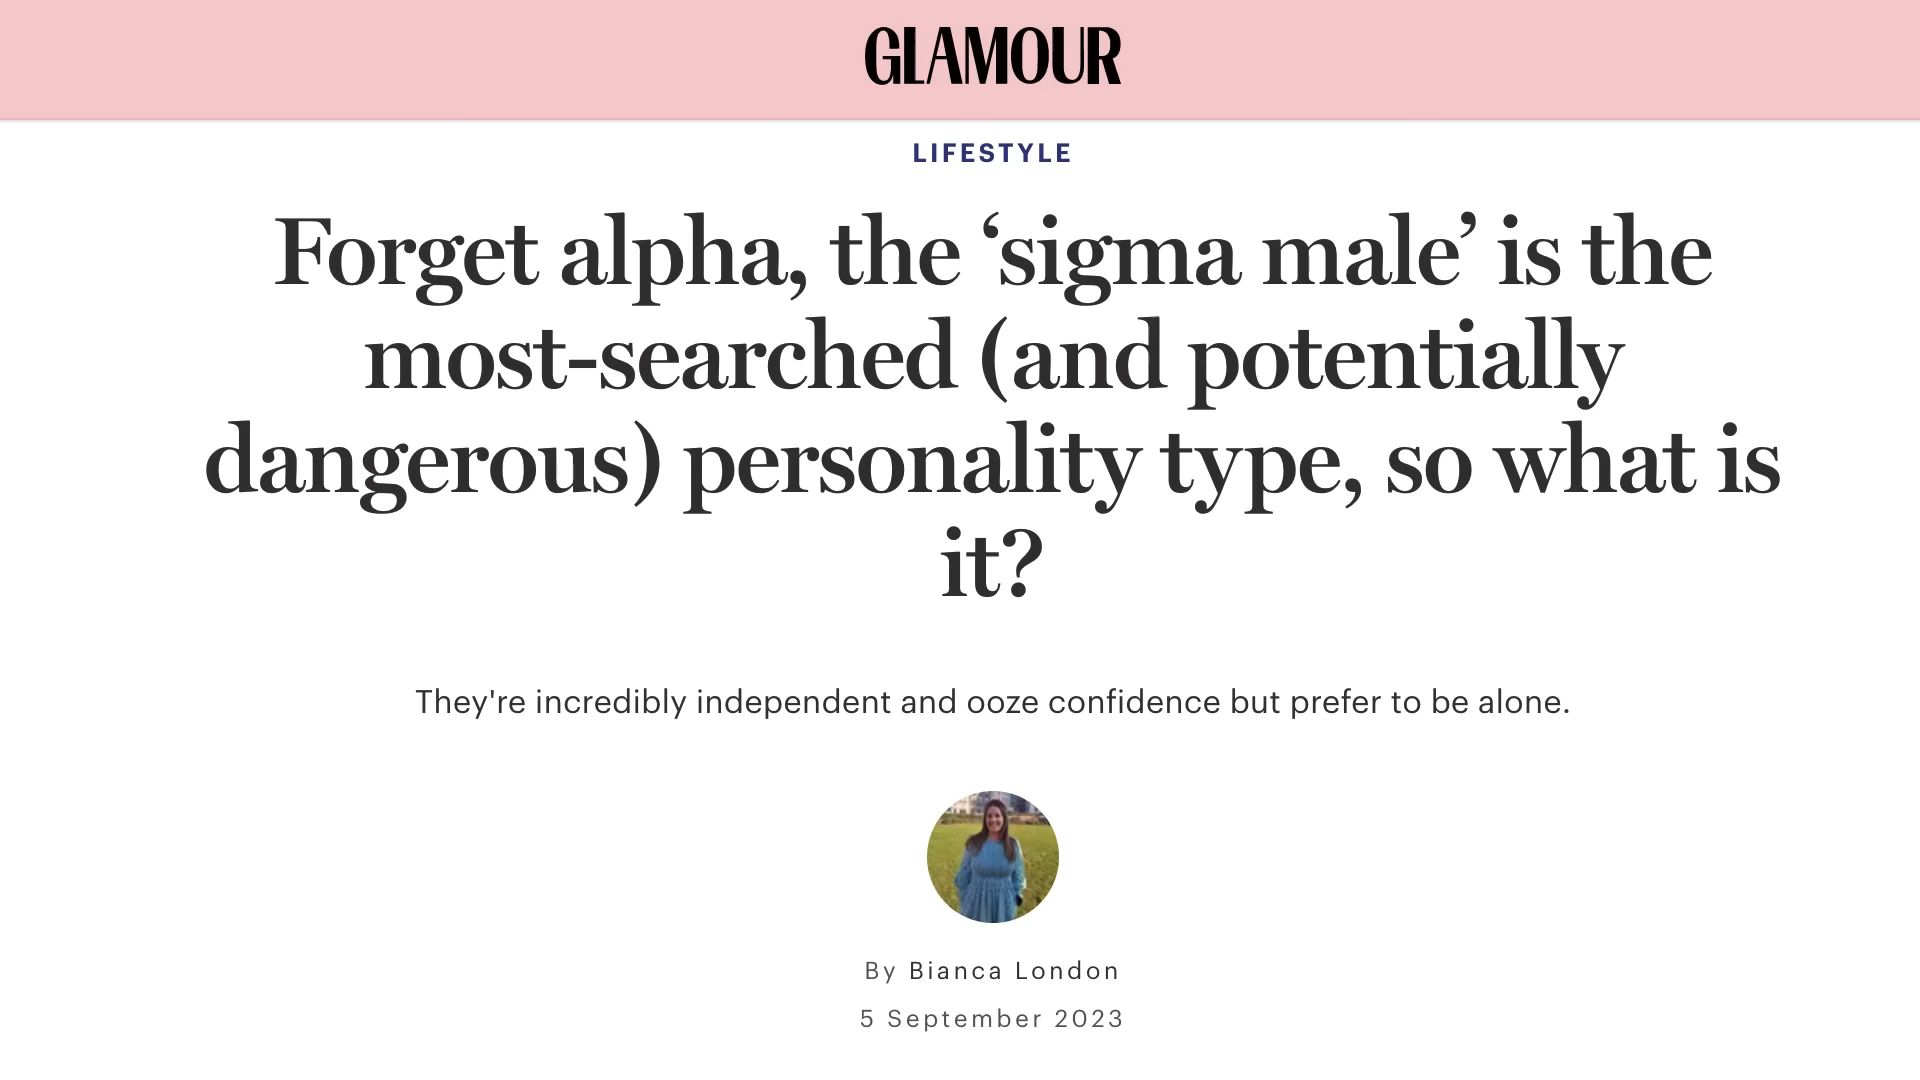 GLAMOUR
LIFESTYLE
Forget alpha, the ‘sigma male’ is the
most-searched (and potentially
dangerous) personality type, so what is
it?
They're incredibly independent and ooze confidence but prefer to be alone.
By Bianca London
5 September 2023